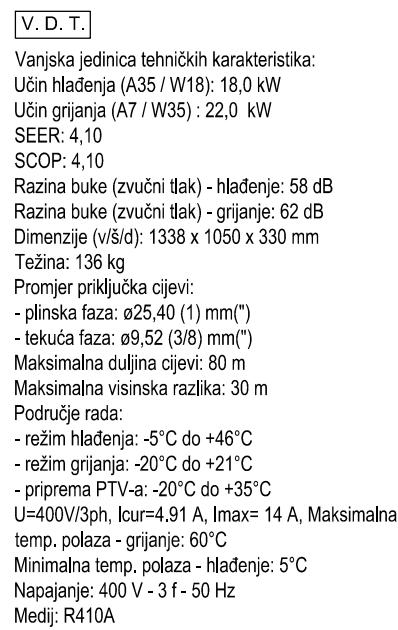 V. D. T.
Vanjska jedinica tehničkih karakteristika:
Učin hlađenja (A35 / W18): 18,0 kW
Učin grijanja (A7 / W35) : 22,0 kW
SEER: 4,10
SCOP: 4,10
Razina buke (zvučni tlak) - hlađenje: 58 dB
Razina buke (zvučni tlak) - grijanje: 62 dB
Dimenzije (v/š/d): 1338 x 1050 x 330 mm
Težina: 136 kg
Promjer priključka cijevi:
- plinska faza: ø25,40 (1) mm(")
- tekuća faza: ø9,52 (3/8) mm(")
Maksimalna duljina cijevi: 80 m
Maksimalna visinska razlika: 30 m
Područje rada:
- režim hlađenja: -5°C do +46°C
- režim grijanja: -20°C do +21°C
- priprema PTV-a: -20°C do +35°C
U=400V/3ph, Icur=4.91 A, Imax= 14 A, Maksimalna
temp. polaza - grijanje: 60°C
Minimalna temp. polaza - hlađenje: 5°C
Napajanje: 400 V - 3 f - 50 Hz
Medij: R410A